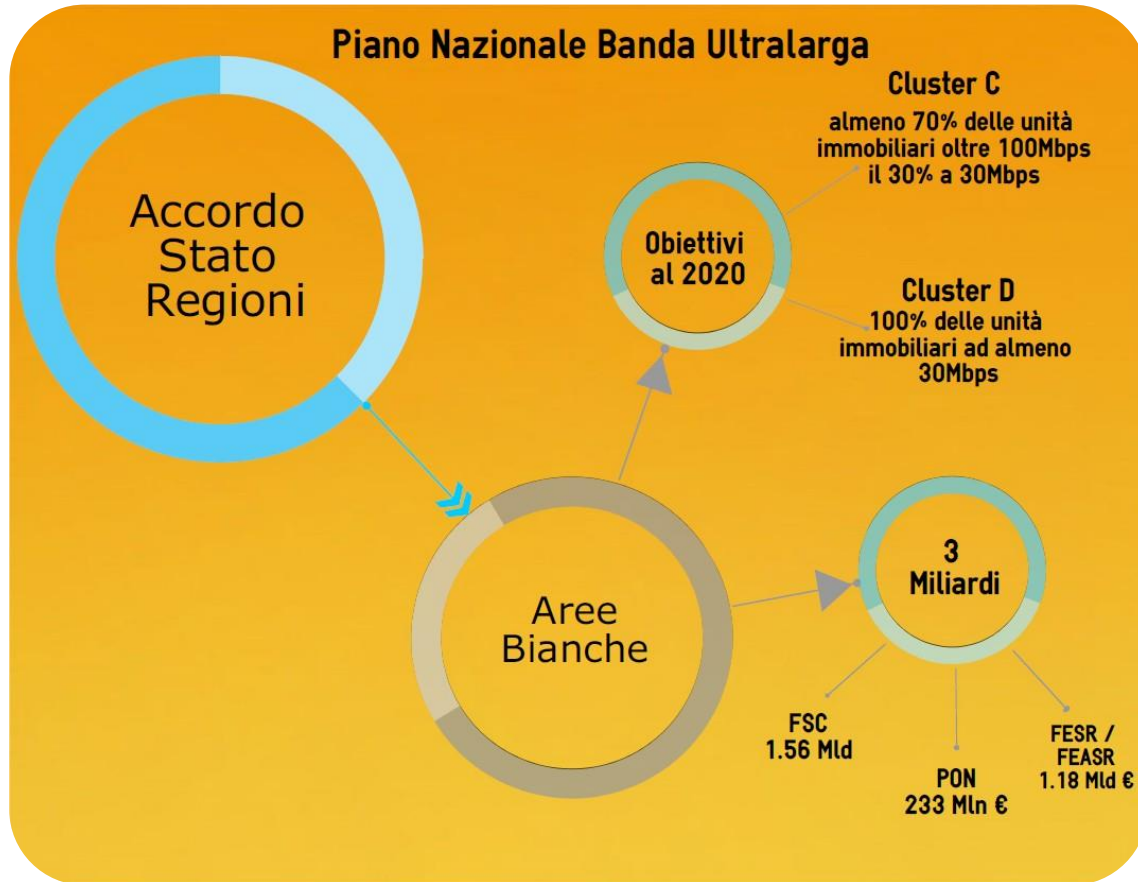 Piano Nazionale Banda Ultralarga
Accordo
Stato
Regioni
Cluster C
almeno 70% delle unità
immobiliari oltre 100Mbps
il 30% a 30Mbps
Obiettivi
al 2020
Cluster D
100% delle unità
immobiliari ad almeno
30Mbps
Aree
Bianche
3
Miliardi
FSC
1.56 Mld
PON
233 Mln €
FESR /
FEASR
1.18 Mld €